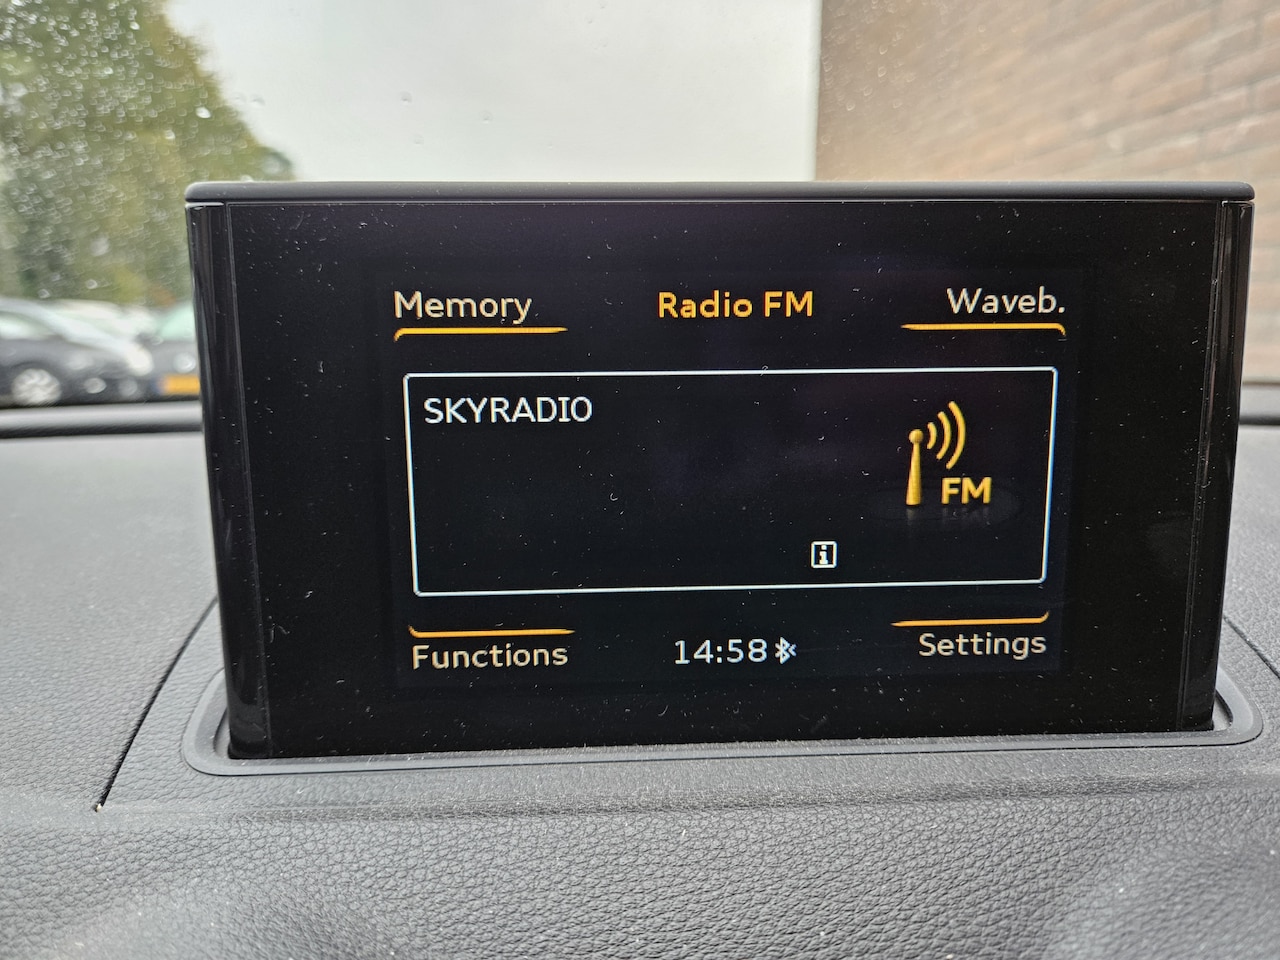 Memory Radio FM Waveb.
SKYRADIO
FM
i
Functions 14:58 Settings